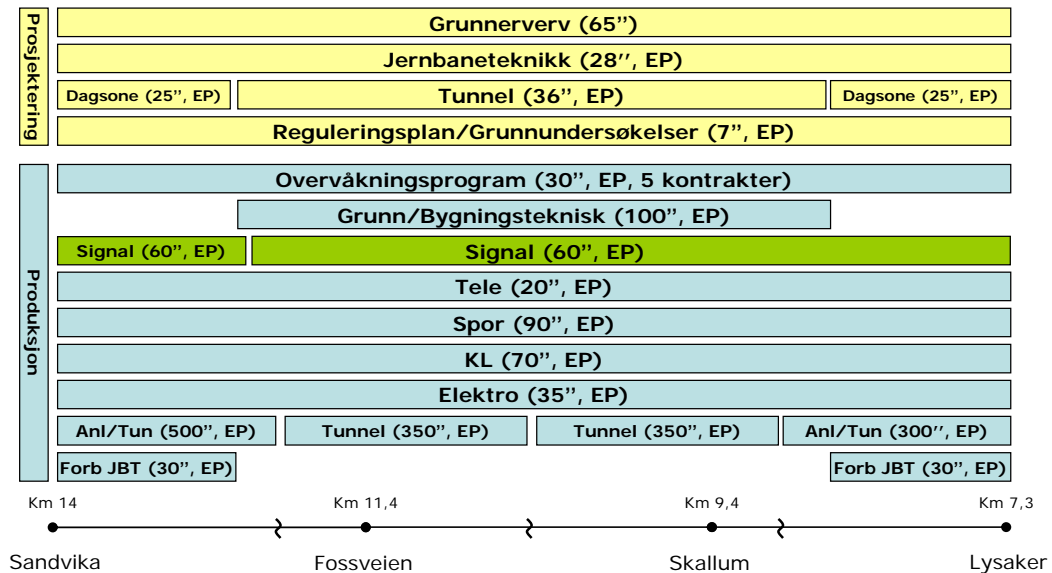 Prosjektering
Grunnerverv (65”)
Jernbaneteknikk (28’’, EP)
Dagsone (25”, EP) Tunnel (36”, EP) Dagsone (25”, EP)
Reguleringsplan/Grunnundersøkelser (7”, EP)
Produksjon
Overvåkningsprogram (30”, EP, 5 kontrakter)
Grunn/Bygningsteknisk (100”, EP)
Signal (60”, EP) Signal (60”, EP)
Tele (20”, EP)
Spor (90”, EP)
KL (70”, EP)
Elektro (35”, EP)
Anl/Tun (500”, EP) Tunnel (350”, EP) Tunnel (350”, EP) Anl/Tun (300’’, EP)
Forb JBT (30”, EP) Forb JBT (30”, EP)
Km 14 Km 11,4 Km 9,4 Km 7,3
Sandvika Fossveien Skallum Lysaker